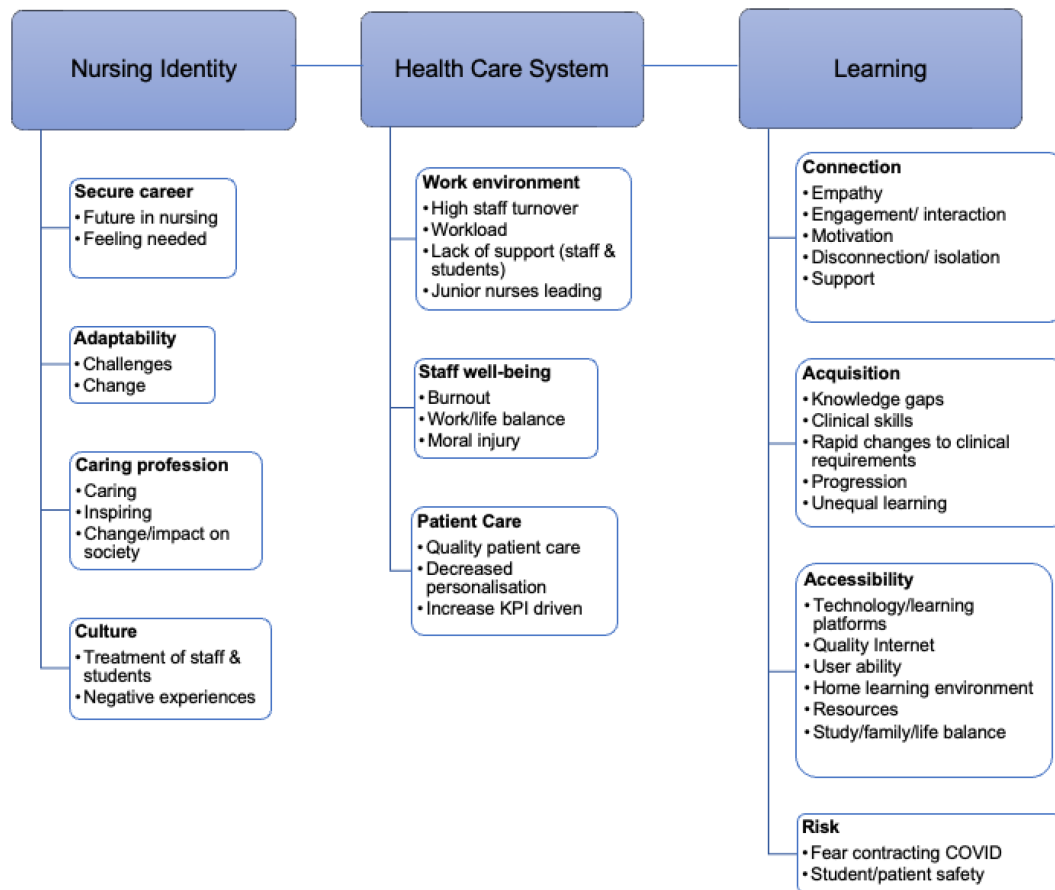 Nursing Identity
Health Care System
Learning
Secure career
• Future in nursing
• Feeling needed
Adaptability
• Challenges
• Change
Caring profession
• Caring
• Inspiring
• Change/impact on
society
Culture
• Treatment of staff &
students
• Negative experiences
Work environment
• High staff turnover
• Workload
• Lack of support (staff &
students)
• Junior nurses leading
Staff well-being
• Burnout
• Work/life balance
• Moral injury
Patient Care
• Quality patient care
• Decreased
personalisation
• Increase KPI driven
Connection
• Empathy
• Engagement/ interaction
• Motivation
• Disconnection/ isolation
• Support
Acquisition
• Knowledge gaps
• Clinical skills
• Rapid changes to clinical
requirements
• Progression
• Unequal learning
Accessibility
• Technology/learning
platforms
• Quality Internet
• User ability
• Home learning environment
• Resources
• Study/family/life balance
Risk
• Fear contracting COVID
• Student/patient safety